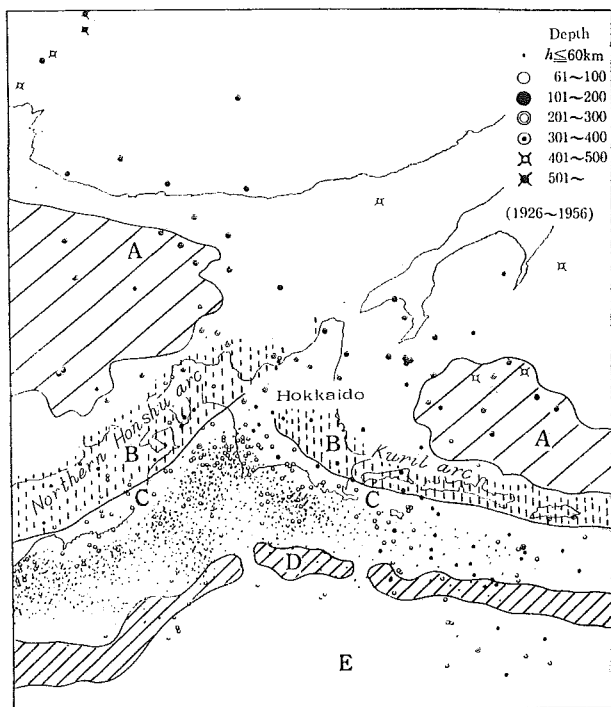 Depth
h≦60km
61～100
101～200
201～300
301～400
401～500
501～
(1926～1956)
A
Hokkaido
A
Northern Honshu arc
B
B
Kuril arc
C
C
D
E